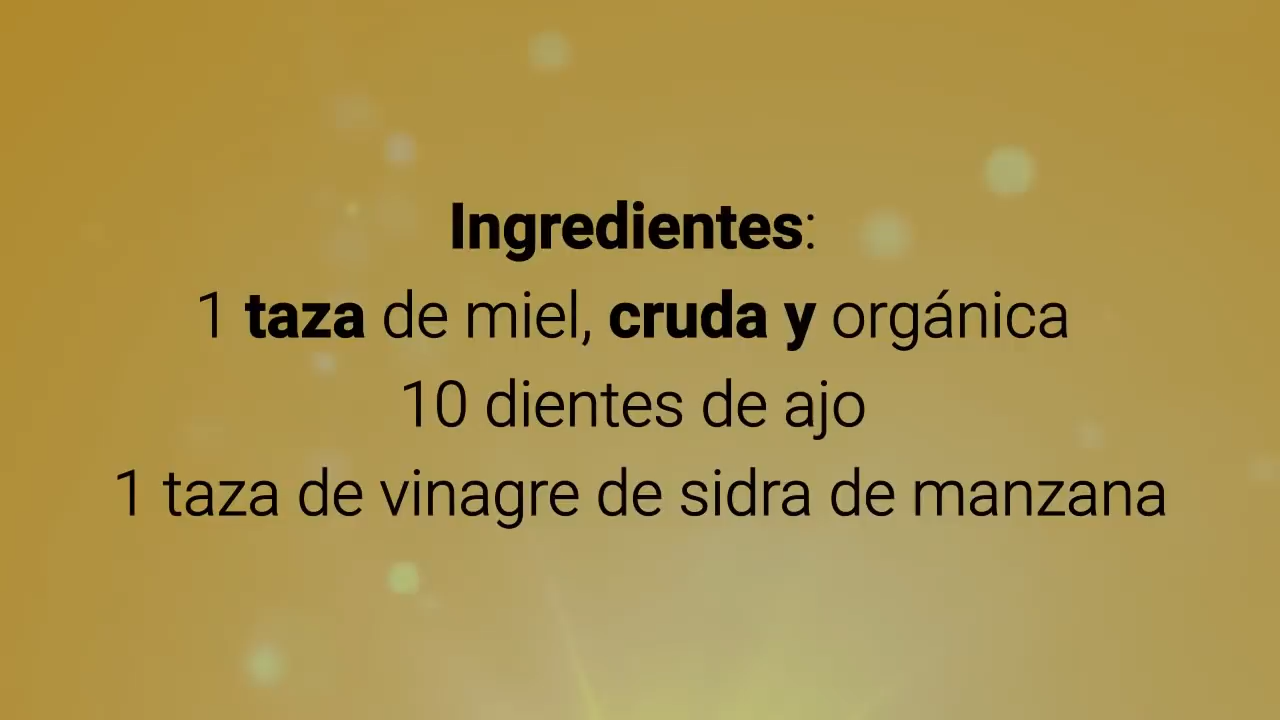 Ingredientes:
1 taza de miel, cruda y orgánica
10 dientes de ajo
1 taza de vinagre de sidra de manzana